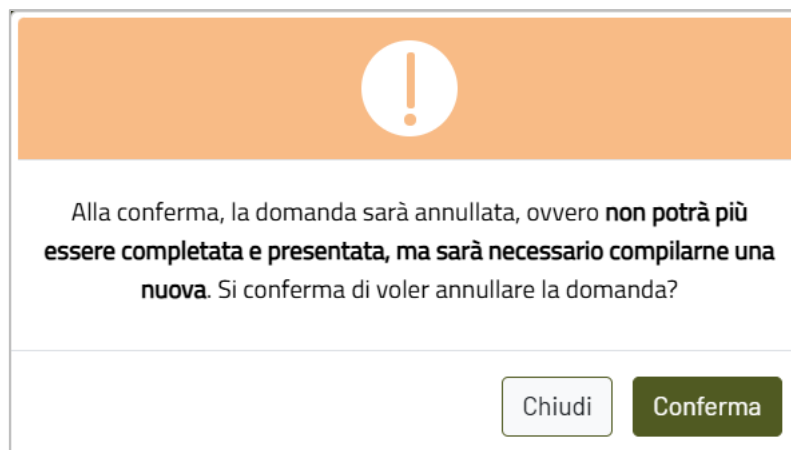 Alla conferma, la domanda sarà annullata, ovvero non potrà più
essere completata e presentata, ma sarà necessario compilarne una
nuova. Si conferma di voler annullare la domanda?
Chiudi
Conferma